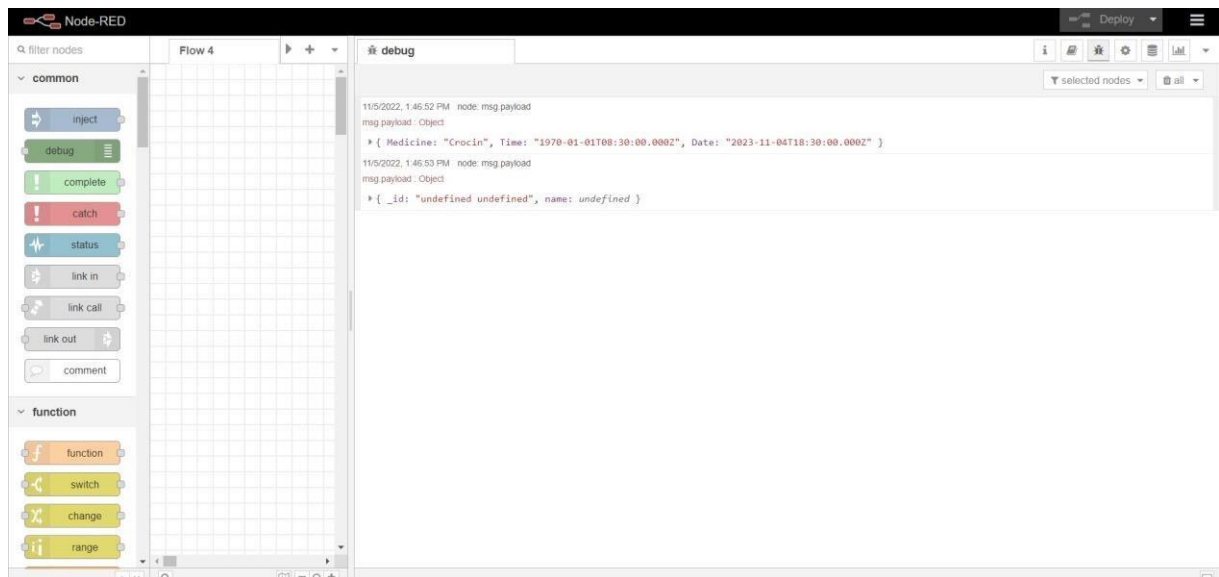 Node-RED
Deploy
filter nodes
Flow 4
debug
i
common
selected nodes
all
inject
debug
complete
catch
status
link in
link call
link out
comment
function
function
switch
change
range
11/5/2022, 1:46:52 PM node: msg.payload
msg.payload : Object
{ Medicine: "Crocin", Time: "1970-01-01T08:30:00.000Z", Date: "2023-11-04T18:30:00.000Z" }
11/5/2022, 1:46:53 PM node: msg.payload
msg.payload : Object
{ _id: "undefined undefined", name: undefined }